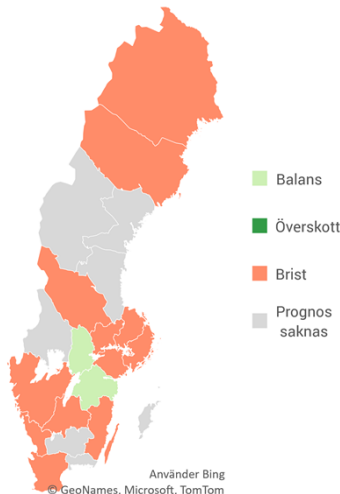 Balans
Överskott
Brist
Prognos
saknas
Använder Bing
© GeoNames, Microsoft, TomTom